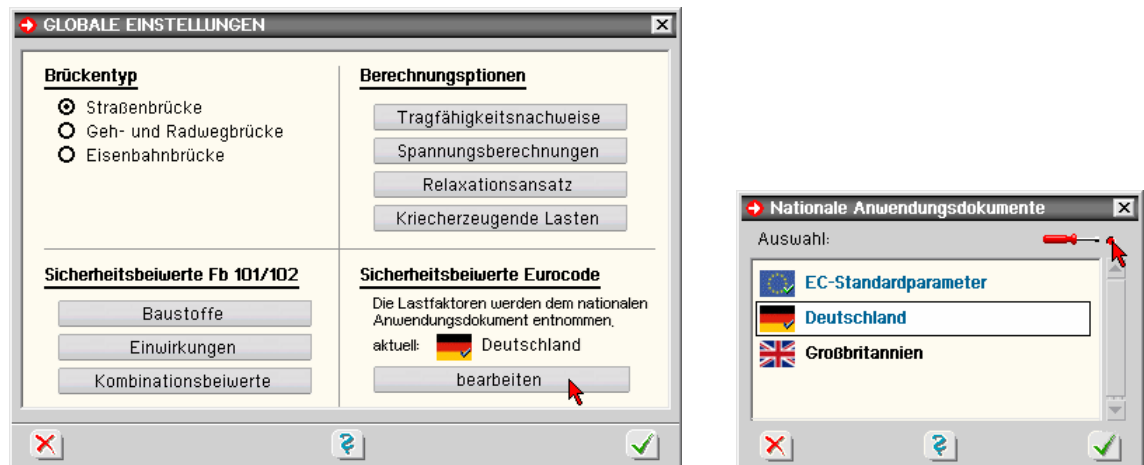 GLOBALE EINSTELLUNGEN
Brückentyp
Straßenbrücke
Geh- und Radwegbrücke
Eisenbahnbrücke
Berechnungsptionen
Tragfähigkeitsnachweise
Spannungsberechnungen
Relaxationsansatz
Kriecherzeugende Lasten
Sicherheitsbeiwerte Fb 101/102
Baustoffe
Einwirkungen
Kombinationsbeiwerte
Sicherheitsbeiwerte Eurocode
Die Lastfaktoren werden dem nationalen
Anwendungsdokument entnommen.
aktuell: Deutschland
bearbeiten
Nationale Anwendungsdokumente
Auswahl:
EC-Standardparameter
Deutschland
Großbritannien